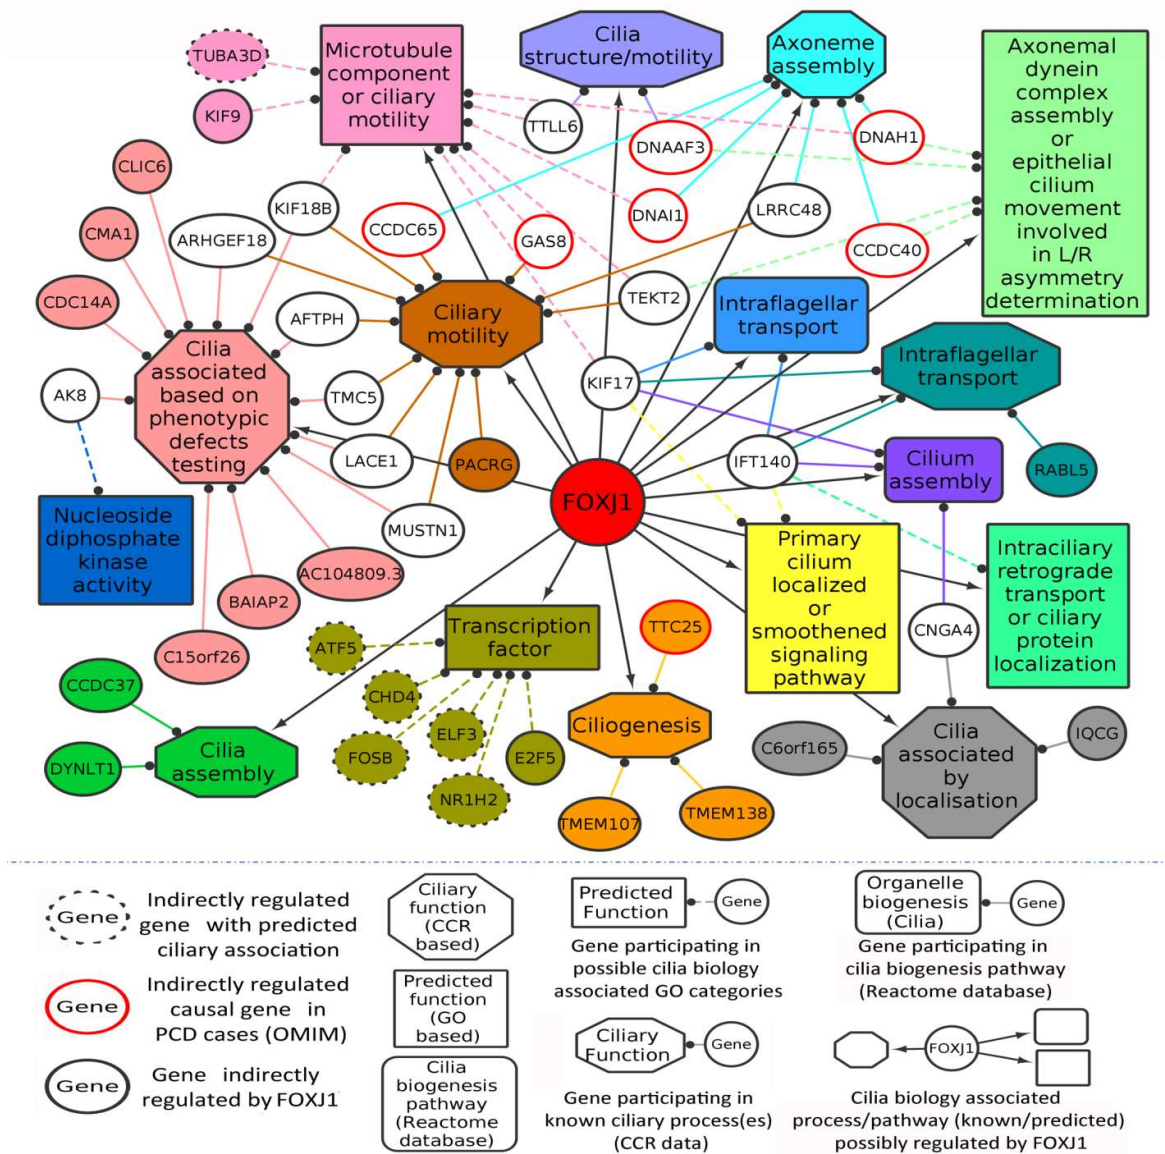 TUBA3D
KIF9
Microtubule
component
or ciliary
motility
Cilia
structure/motility
Axoneme
assembly
Axonemal
dynein
complex
assembly
or
epithelial
cilium
movement
involved
in L/R
asymmetry
determination
TTLL6
DNAAF3
DNAH1
CLIC6
KIF18B
CCDC65
GAS8
DNAI1
LRRC48
CCDC40
CMA1
ARHGEF18
CDC14A
AFTPH
Ciliary
motility
TEKT2
Intraflagellar
transport
Intraflagellar
transport
Cilia
associated
based on
phenotypic
defects
testing
AK8
TMC5
KIF17
LACE1
PACRG
IFT140
Cilium
assembly
RABL5
FOXJ1
MUSTN1
Nucleoside
diphosphate
kinase
activity
AC104809.3
BAIAP2
C15orf26
Primary
cilium
localized
or
smoothened
signaling
pathway
Intraciliary
retrograde
transport
or ciliary
protein
localization
CNGA4
ATF5
Transcription
factor
TTC25
CHD4
ELF3
FOSB
E2F5
NR1H2
CCDC37
DYNLT1
Cilia
assembly
Ciliogenesis
TMEM107
TMEM138
C6orf165
Cilia
associated
by
localisation
IQCG
Gene
Indirectly regulated
gene with predicted
ciliary association
Gene
Indirectly regulated
causal gene in
PCD cases (OMIM)
Gene
Gene indirectly
regulated by FOXJ1
Ciliary
function
(CCR
based)
Predicted
function
(GO
based)
Cilia
biogenesis
pathway
(Reactome
database)
Predicted
Function
Gene
Gene participating in
possible cilia biology
associated GO categories
Ciliary
Function
Gene
Gene participating in
known ciliary process(es)
(CCR data)
Organelle
biogenesis
(Cilia)
Gene
Gene participating in
cilia biogenesis pathway
(Reactome database)
FOXJ1
Cilia biology associated
process/pathway (known/predicted)
possibly regulated by FOXJ1